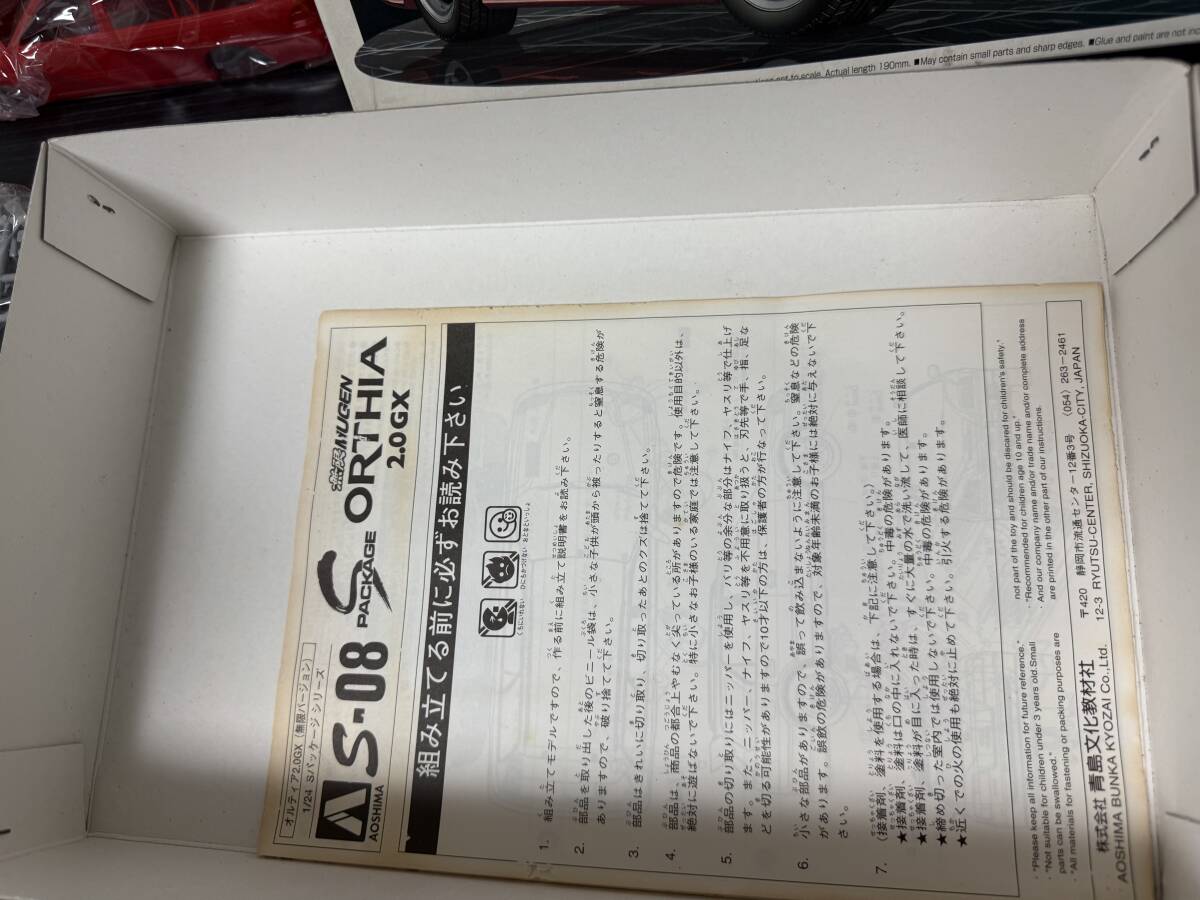 Actual length 190mm. ■May contain small parts and sharp edges. ■Glue and paint are not inc
オルティア2.0GX（無限バージョン）
1/24 Sパッケージ シリーズ
AOSHIMA
S-08
S PACKAGE
無限MUGEN
ORTHIA
2.0GX
組み立てる前に必ずお読み下さい
くちにいれない ひにちかづけない おとなといっしょ
1. 組み立てモデルですので、作る前に組み立て説明書をお読み下さい。
2. 部品を取り出した後のビニール袋は、小さな子供が頭から被ったりすると窒息する危険が
ありますので、破り捨てて下さい。
3. 部品はきれいに切り取り、切り取ったあとのクズは捨てて下さい。
4. 部品は、商品の都合上やむなく尖っている所がありますので危険です。使用目的以外は、
絶対に遊ばないで下さい。特に小さなお子様のいる家庭では注意して下さい。
5. 部品の切り取りにはニッパーを使用し、バリ等の余分な部分はナイフ、ヤスリ等で仕上げ
ます。また、ニッパー、ナイフ、ヤスリ等を不用意に取り扱うと、刃先等で手、指、足な
どを切る可能性がありますので10才以下の方は、保護者の方が行なって下さい。
6. 小さな部品がありますので、誤って飲み込まないように注意して下さい。窒息などの危険
があります。誤飲の危険がありますので、対象年齢未満のお子様には絶対に与えないで下
さい。
7. （接着剤、塗料を使用する場合は、下記に注意して下さい。）
★接着剤、塗料は口の中に入れないで下さい。中毒の危険があります。
★接着剤、塗料が目に入った時は、すぐに大量の水で洗い流して、医師に相談して下さい。
★締め切った室内では使用しないで下さい。中毒の危険があります。
★近くでの火の使用も絶対に止めて下さい。引火する危険があります。
"Please keep all information for future reference."
"Not suitable for children under 3 years old.Small
parts can be swallowed."
"All materials for fastening or packing purposes are
not part of the toy and should be discared for children's safety."
"Recommended for children age 10 and up."
And our company name and/or trade name and/or complete address
are printed in the other part of our instructions.
株式会社 青島文化教材社
AOSHIMA BUNKA KYOZAI Co.,Ltd.
〒420 静岡市流通センター12番3号 (054) 263-2461
12-3 RYUTSU-CENTER, SHIZUOKA-CITY, JAPAN